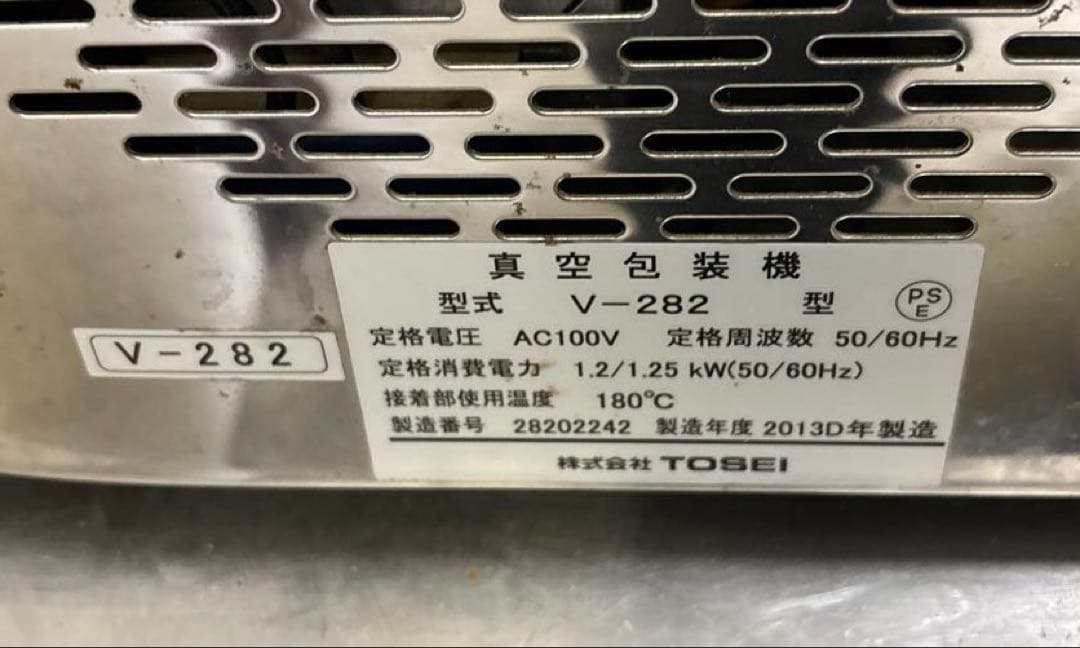 真空包装機
型式 V-282 型 PSE
定格電圧 AC100V 定格周波数 50/60Hz
定格消費電力 1.2/1.25 kW(50/60Hz)
接着部使用温度 180℃
製造番号 28202242 製造年度 2013D年製造
株式会社 TOSEI
V-282